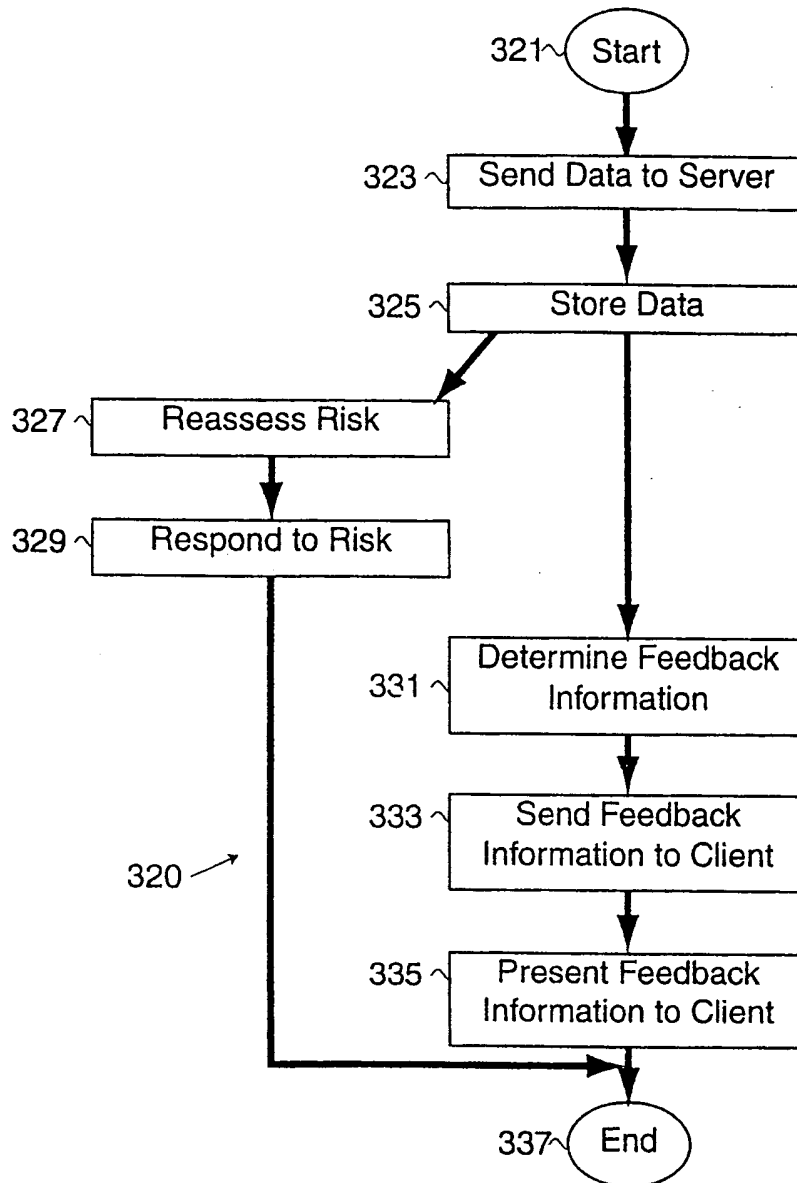 321 Start
323 Send Data to Server
325 Store Data
327 Reassess Risk
329 Respond to Risk
331 Determine Feedback
Information
333 Send Feedback
Information to Client
320
335 Present Feedback
Information to Client
337 End